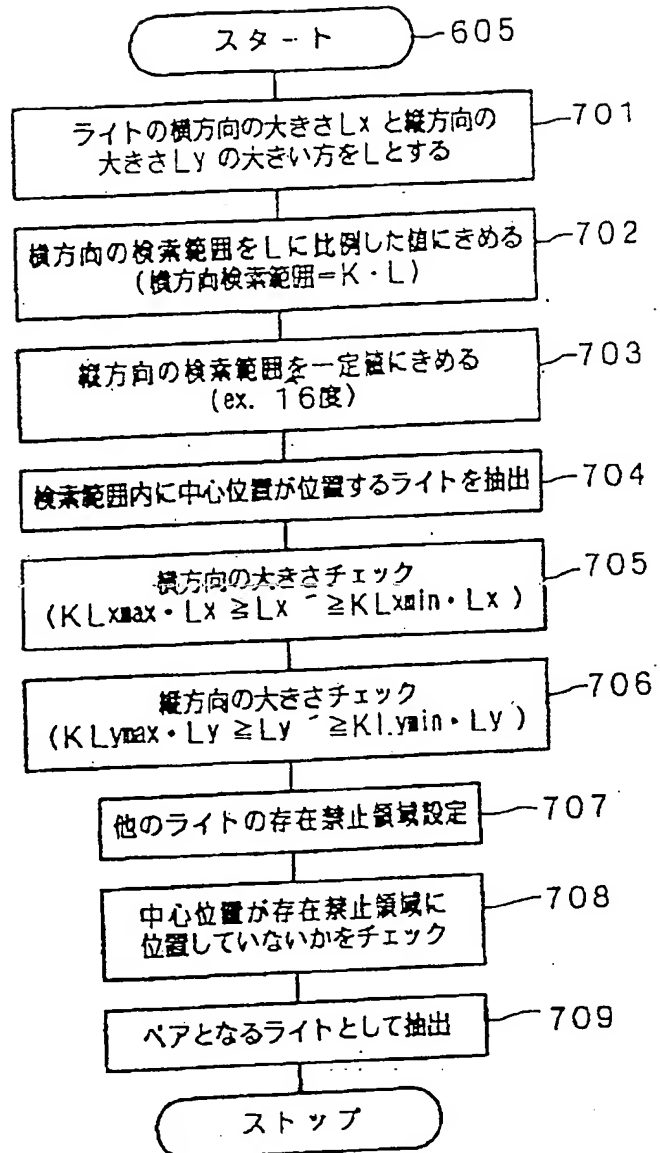 スタート
605
ライトの横方向の大きさLxと縦方向の
大きさLyの大きい方をLとする
701
横方向の検索範囲をLに比例した値にきめる
(横方向検索範囲=K・L)
702
縦方向の検索範囲を一定値にきめる
(ex. 16度)
703
検索範囲内に中心位置が位置するライトを抽出
704
横方向の大きさチェック
(KLxmax・Lx≧Lx´≧KLxmin・Lx)
705
縦方向の大きさチェック
(KLymax・Ly≧Ly´≧KLymin・Ly)
706
他のライトの存在禁止領域設定
707
中心位置が存在禁止領域に
位置していないかをチェック
708
ペアとなるライトとして抽出
709
ストップ